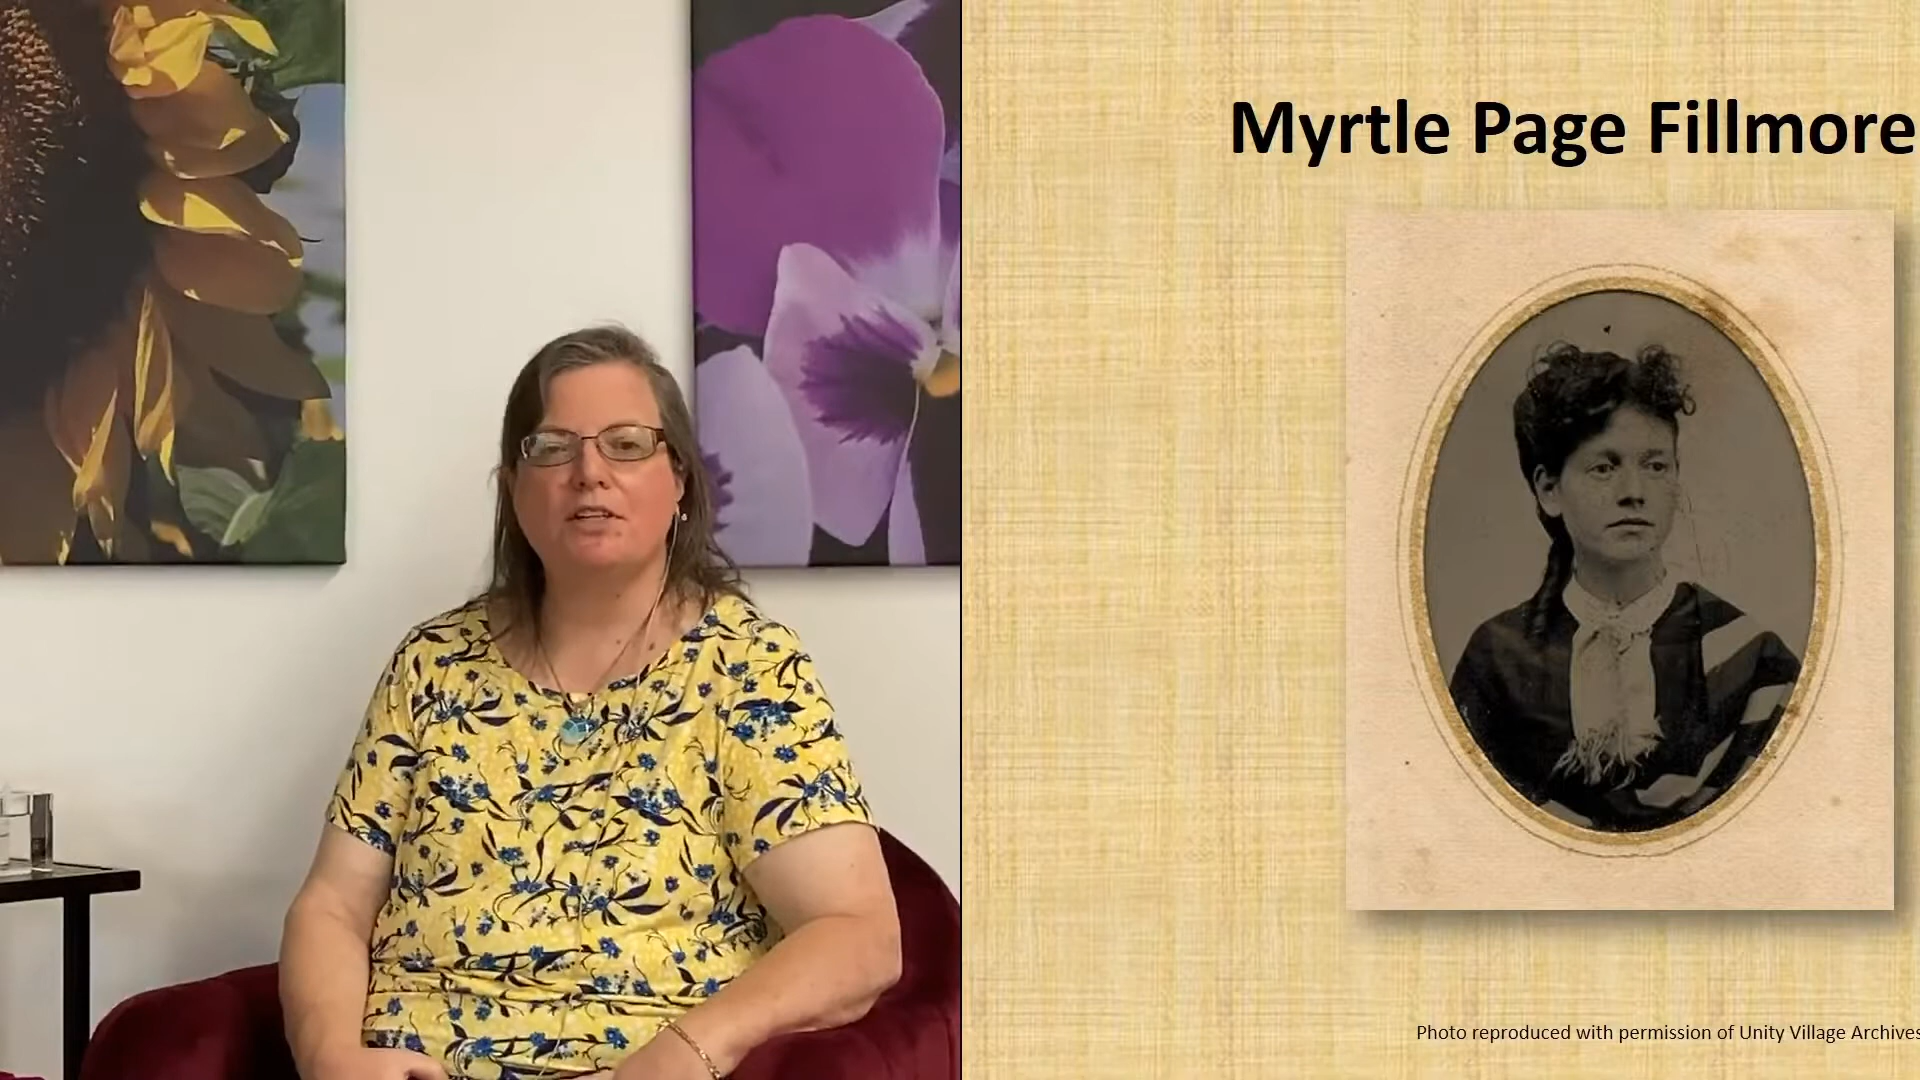 Myrtle Page Fillmore
Photo reproduced with permission of Unity Village Archives